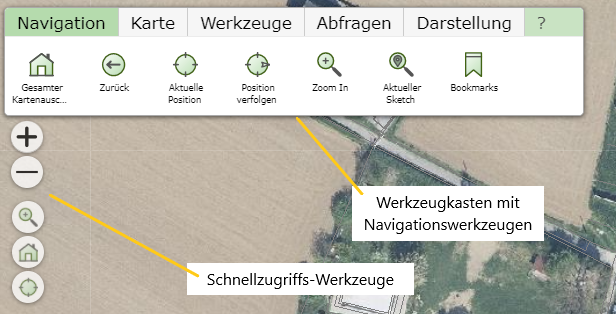 Navigation Karte Werkzeuge Abfragen Darstellung ?
Gesamter Kartenausc...
Zurück
Aktuelle Position
Position verfolgen
Zoom In
Aktueller Sketch
Bookmarks
Werkzeugkasten mit
Navigationswerkzeugen
Schnellzugriffs-Werkzeuge